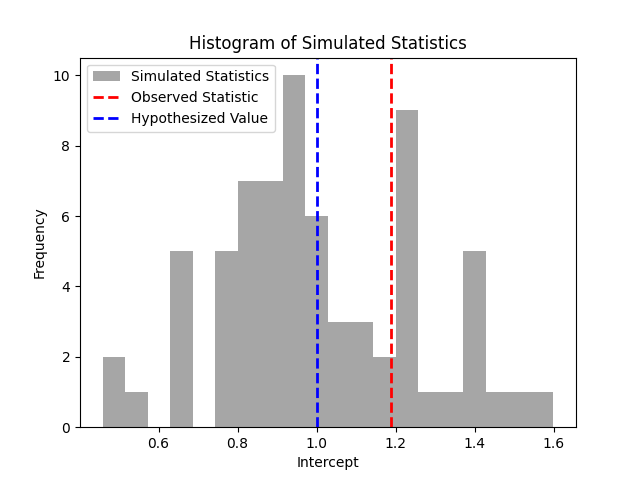 Histogram of Simulated Statistics
Simulated Statistics
Observed Statistic
Hypothesized Value
Frequency
10
8
6
4
2
0
0.6 0.8 1.0 1.2 1.4 1.6
Intercept